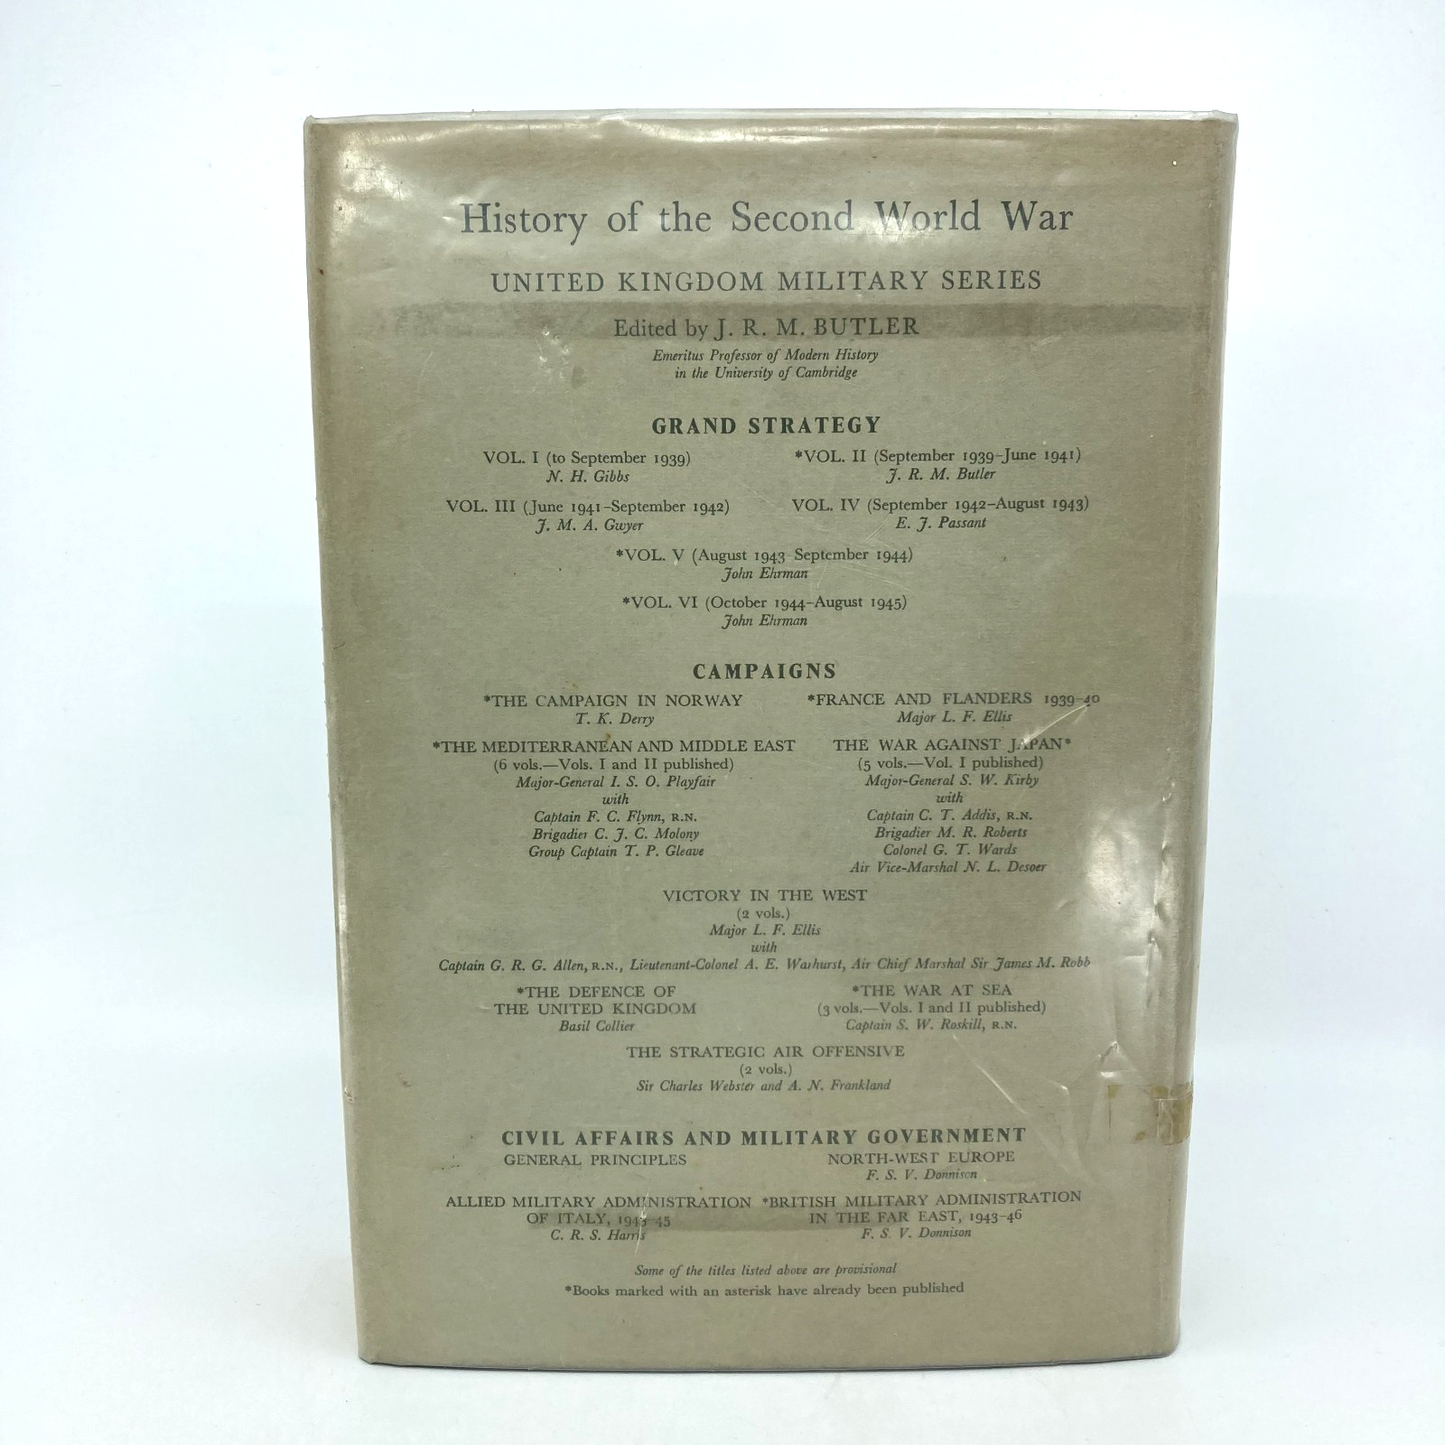 History of the Second World War
UNITED KINGDOM MILITARY SERIES
Edited by J. R. M. BUTLER
Emeritus Professor of Modern History
in the University of Cambridge
GRAND STRATEGY
VOL. I (to September 1939)
N. H. Gibbs
*VOL. II (September 1939–June 1941)
J. R. M. Butler
VOL. III (June 1941–September 1942)
J. M. A. Gwyer
VOL. IV (September 1942–August 1943)
E. J. Passant
*VOL. V (August 1943 September 1944)
John Ehrman
*VOL. VI (October 1944–August 1945)
John Ehrman
CAMPAIGNS
*THE CAMPAIGN IN NORWAY
T. K. Derry
*FRANCE AND FLANDERS 1939–40
Major L. F. Ellis
*THE MEDITERRANEAN AND MIDDLE EAST
(6 vols.—Vols. I and II published)
Major-General I. S. O. Playfair
with
Captain F. C. Flynn, R.N.
Brigadier C. J. C. Molony
Group Captain T. P. Gleave
THE WAR AGAINST JAPAN*
(5 vols.—Vol. I published)
Major-General S. W. Kirby
with
Captain C. T. Addis, R.N.
Brigadier M. R. Roberts
Colonel G. T. Wards
Air Vice-Marshal N. L. Desoer
VICTORY IN THE WEST
(2 vols.)
Major L. F. Ellis
with
Captain G. R. G. Allen, R.N., Lieutenant-Colonel A. E. Warhurst, Air Chief Marshal Sir James M. Robb
*THE DEFENCE OF
THE UNITED KINGDOM
Basil Collier
*THE WAR AT SEA
(3 vols.—Vols. I and II published)
Captain S. W. Roskill, R.N.
THE STRATEGIC AIR OFFENSIVE
(2 vols.)
Sir Charles Webster and A. N. Frankland
CIVIL AFFAIRS AND MILITARY GOVERNMENT
GENERAL PRINCIPLES
NORTH-WEST EUROPE
F. S. V. Donnison
ALLIED MILITARY ADMINISTRATION
OF ITALY, 1943–45
C. R. S. Harris
*BRITISH MILITARY ADMINISTRATION
IN THE FAR EAST, 1943–46
F. S. V. Donnison
Some of the titles listed above are provisional
*Books marked with an asterisk have already been published